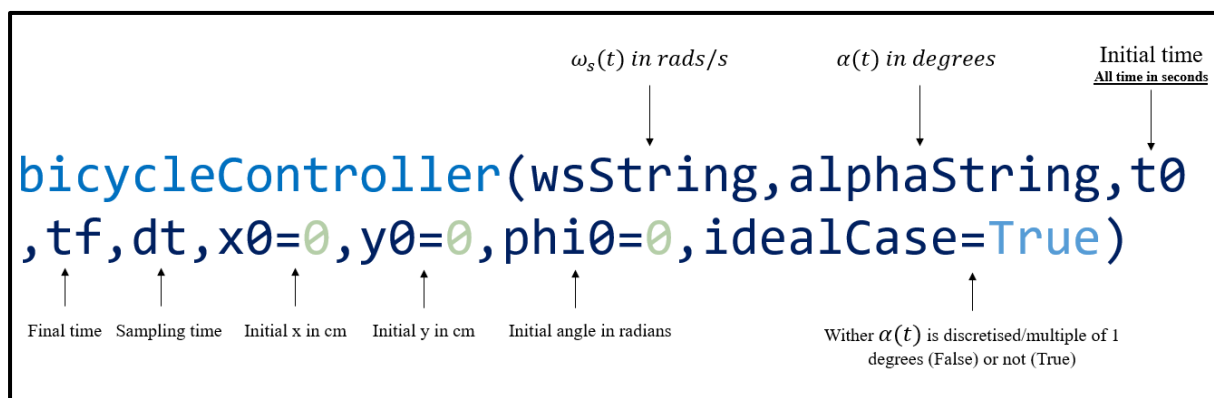 ω_s(t) in rads/s
α(t) in degrees
Initial time
All time in seconds
bicycleController(wsString,alphaString,t0
,tf,dt,x0=0,y0=0,phi0=0,idealCase=True)
Final time
Sampling time
Initial x in cm
Initial y in cm
Initial angle in radians
Wither α(t) is discretised/multiple of 1
degrees (False) or not (True)